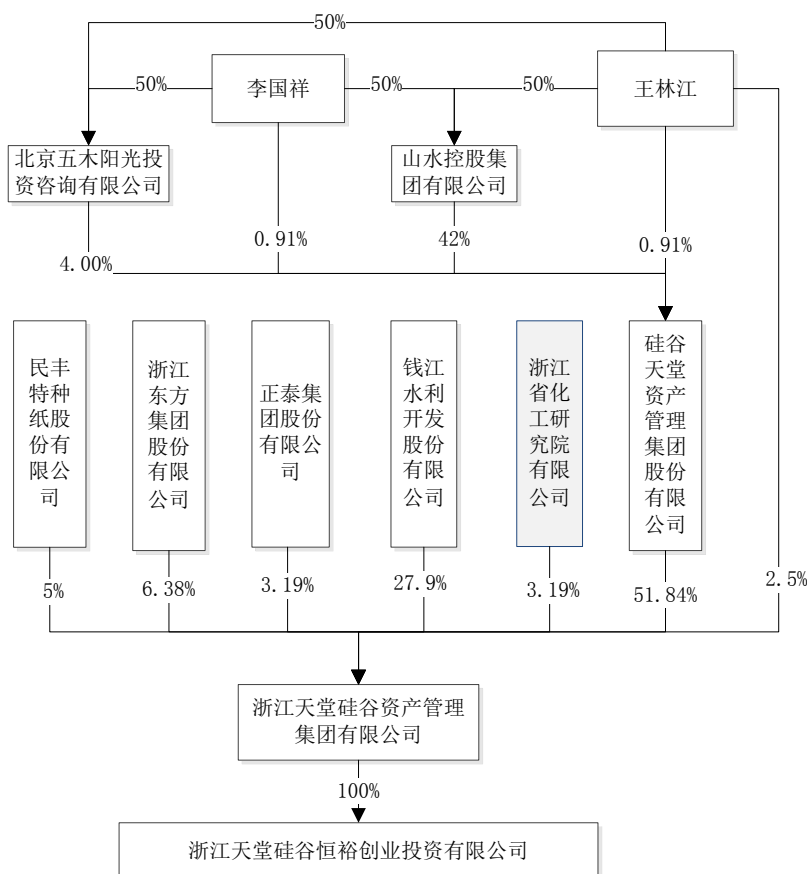 50%
50%
李国祥
50%
50%
王林江
北京五木阳光投
资咨询有限公司
山水控股集
团有限公司
4.00%
0.91%
42%
0.91%
民丰
特种
纸股
份有
限公
司
浙江
东方
集团
股份
有限
公司
正泰集
团股份
有限公
司
钱江
水利
开发
股份
有限
公司
浙江
省化
工研
究院
有限
公司
硅谷
天堂
资产
管理
集团
股份
有限
公司
5%
6.38%
3.19%
27.9%
3.19%
51.84%
2.5%
浙江天堂硅谷资产管理
集团有限公司
100%
浙江天堂硅谷恒裕创业投资有限公司